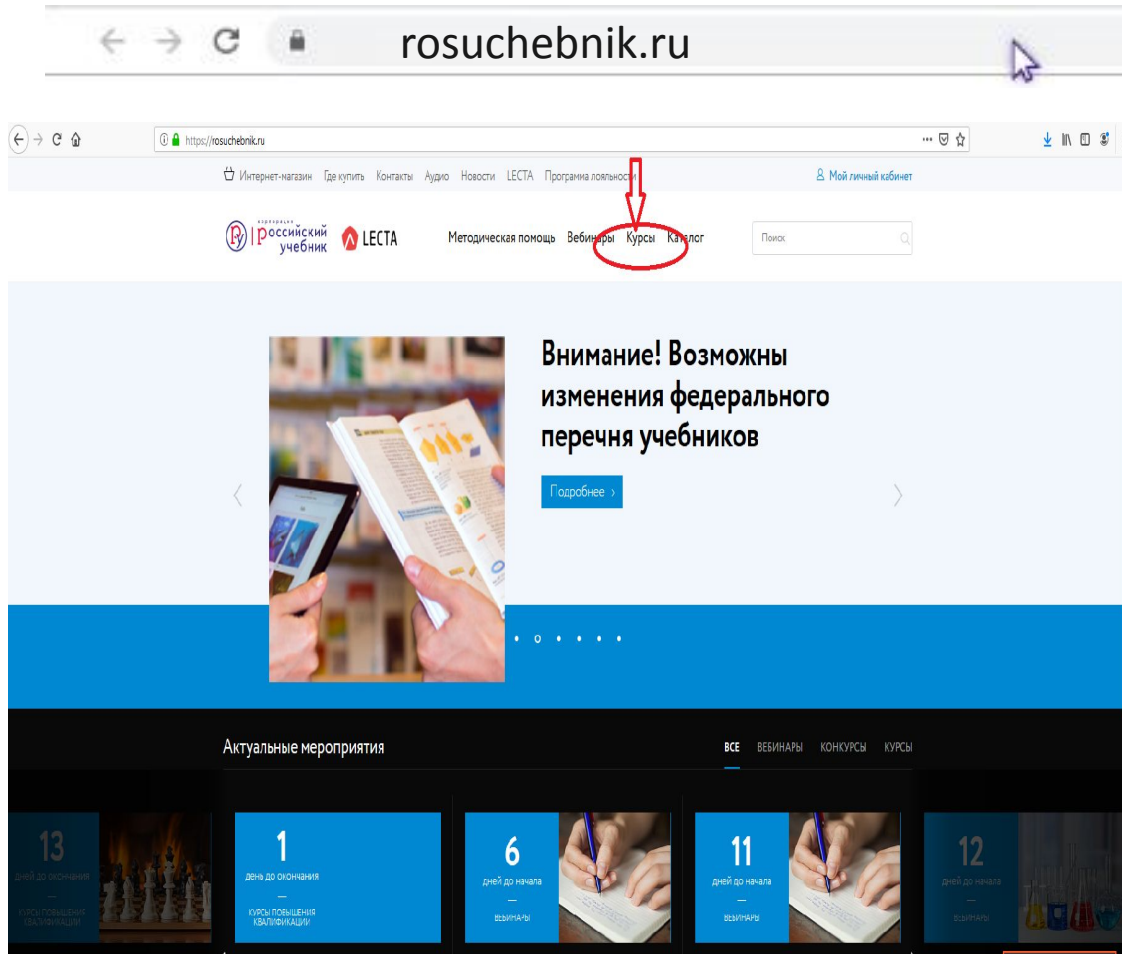 rosuchebnik.ru
https://rosuchebnik.ru
Интернет-магазин Где купить Контакты Аудио Новости LECTA Программа лояльности Мой личный кабинет
корпорация
российский
учебник
LECTA
Методическая помощь Вебинары Курсы Каталог
Поиск
Внимание! Возможны
изменения федерального
перечня учебников
Подробнее ›
Актуальные мероприятия
ВСЕ ВЕБИНАРЫ КОНКУРСЫ КУРСЫ
13
дней до окончания
КУРСЫ ПОВЫШЕНИЯ
КВАЛИФИКАЦИИ
1
день до окончания
—
КУРСЫ ПОВЫШЕНИЯ
КВАЛИФИКАЦИИ
6
дней до начала
—
ВЕБИНАРЫ
11
дней до начала
—
ВЕБИНАРЫ
12
дней до начала
—
ВЕБИНАРЫ